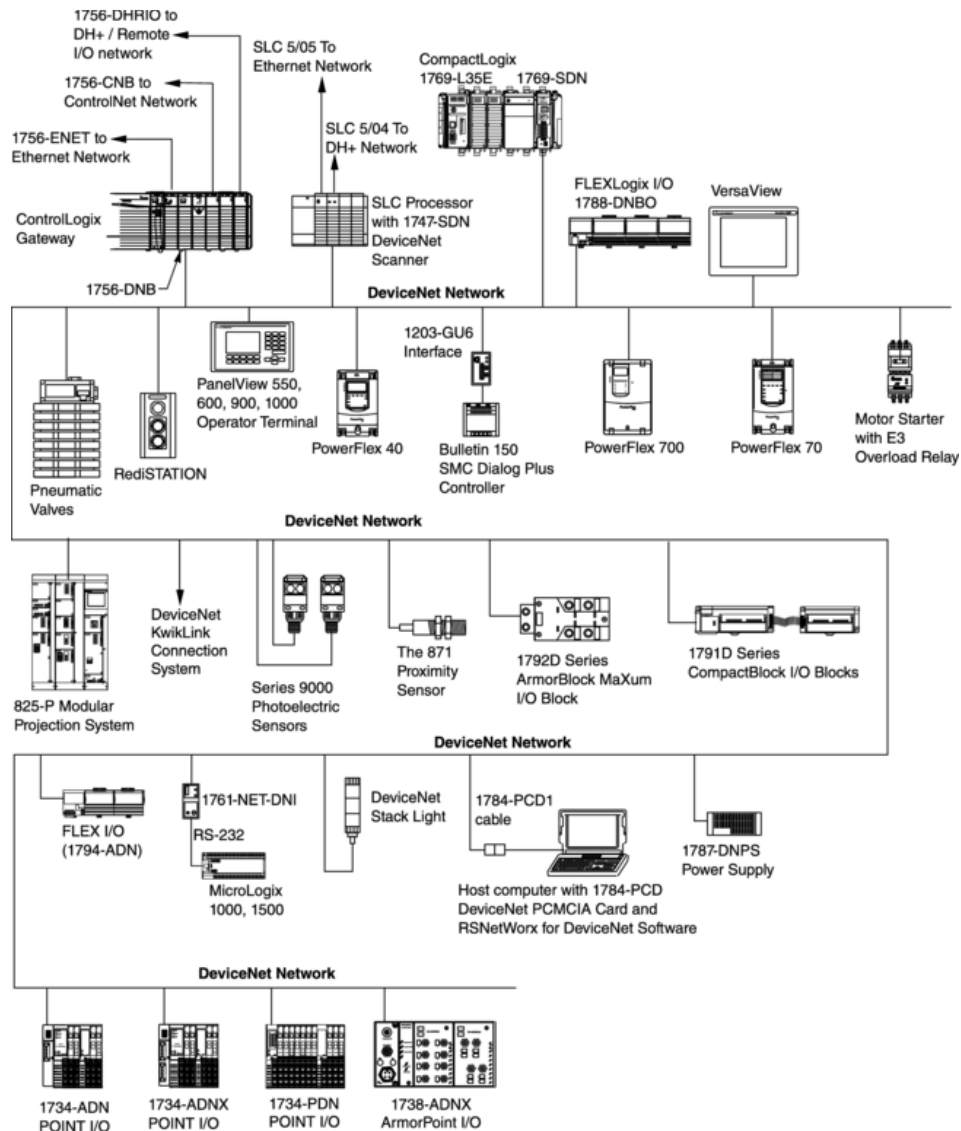 1756-DHRIO to
DH+ / Remote
I/O network
1756-CNB to
ControlNet Network
1756-ENET to
Ethernet Network
ControlLogix
Gateway
1756-DNB
SLC 5/05 To
Ethernet Network
SLC 5/04 To
DH+ Network
SLC Processor
with 1747-SDN
DeviceNet
Scanner
CompactLogix
1769-L35E 1769-SDN
FLEXLogix I/O
1788-DNBO
VersaView
DeviceNet Network
Pneumatic
Valves
RediSTATION
PanelView 550,
600, 900, 1000
Operator Terminal
PowerFlex 40
1203-GU6
Interface
Bulletin 150
SMC Dialog Plus
Controller
PowerFlex 700
PowerFlex 70
Motor Starter
with E3
Overload Relay
DeviceNet Network
825-P Modular
Projection System
DeviceNet
KwikLink
Connection
System
Series 9000
Photoelectric
Sensors
The 871
Proximity
Sensor
1792D Series
ArmorBlock MaXum
I/O Block
1791D Series
CompactBlock I/O Blocks
DeviceNet Network
FLEX I/O
(1794-ADN)
1761-NET-DNI
RS-232
MicroLogix
1000, 1500
DeviceNet
Stack Light
1784-PCD1
cable
Host computer with 1784-PCD
DeviceNet PCMCIA Card and
RSNetWorx for DeviceNet Software
1787-DNPS
Power Supply
DeviceNet Network
1734-ADN
POINT I/O
1734-ADNX
POINT I/O
1734-PDN
POINT I/O
1738-ADNX
ArmorPoint I/O